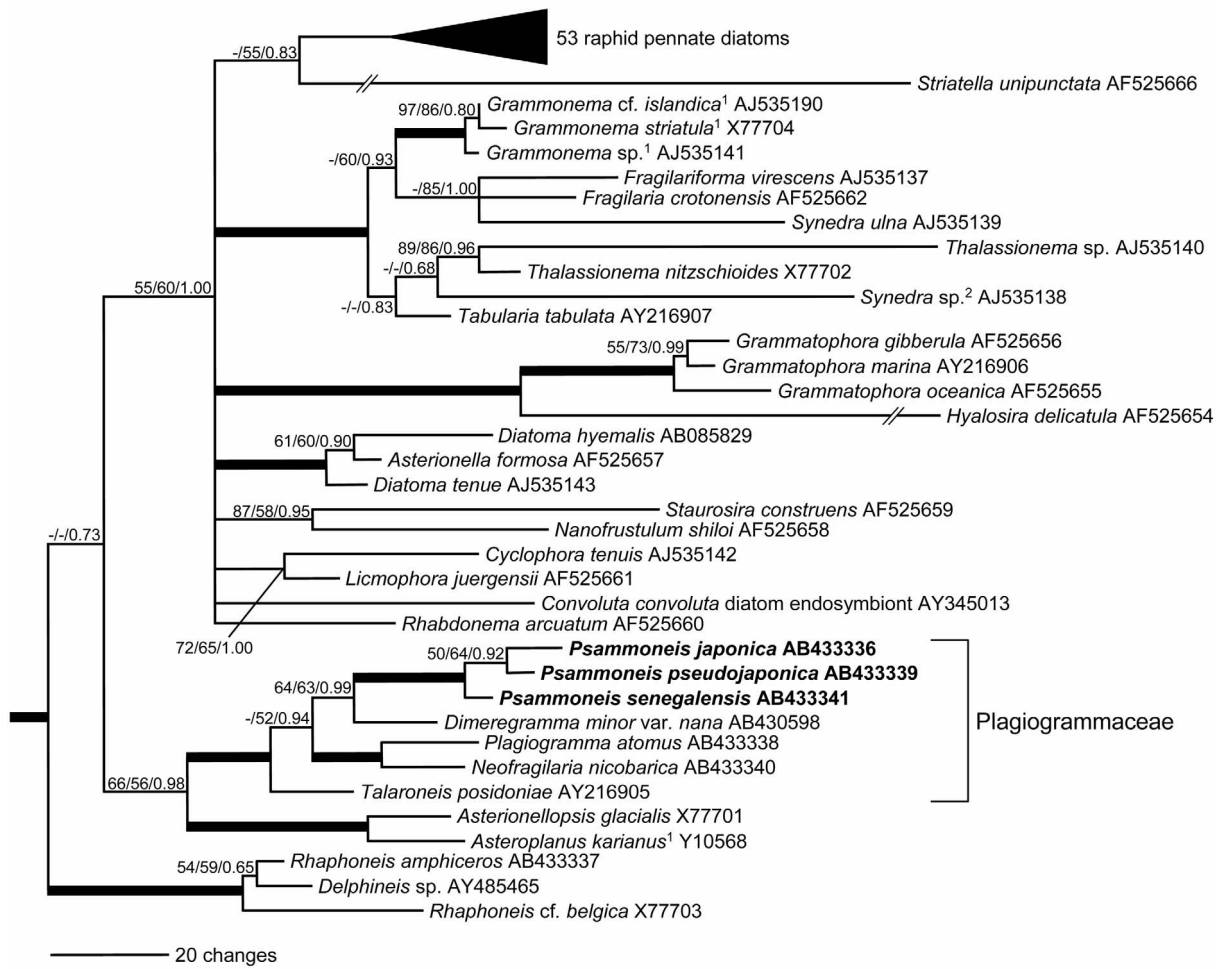 53 raphid pennate diatoms
-/55/0.83
Striatella unipunctata AF525666
97/86/0.80
Grammonema cf. islandica¹ AJ535190
Grammonema striatula¹ X77704
Grammonema sp.¹ AJ535141
-/60/0.93
Fragilariforma virescens AJ535137
-/85/1.00
Fragilaria crotonensis AF525662
Synedra ulna AJ535139
89/86/0.96
Thalassionema sp. AJ535140
-/-/0.68
Thalassionema nitzschioides X77702
55/60/1.00
Synedra sp.² AJ535138
-/-/0.83
Tabularia tabulata AY216907
Grammatophora gibberula AF525656
55/73/0.99
Grammatophora marina AY216906
Grammatophora oceanica AF525655
Hyalosira delicatula AF525654
61/60/0.90
Diatoma hyemalis AB085829
Asterionella formosa AF525657
Diatoma tenue AJ535143
87/58/0.95
Staurosira construens AF525659
Nanofrustulum shiloi AF525658
-/-/0.73
Cyclophora tenuis AJ535142
Licmophora juergensii AF525661
Convoluta convoluta diatom endosymbiont AY345013
Rhabdonema arcuatum AF525660
72/65/1.00
50/64/0.92
Psammoneis japonica AB433336
Psammoneis pseudojaponica AB433339
64/63/0.99
Psammoneis senegalensis AB433341
-/52/0.94
Dimeregramma minor var. nana AB430598
Plagiogrammaceae
Plagiogramma atomus AB433338
Neofragilaria nicobarica AB433340
66/56/0.98
Talaroneis posidoniae AY216905
Asterionellopsis glacialis X77701
Asteroplanus karianus¹ Y10568
54/59/0.65
Rhaphoneis amphiceros AB433337
Delphineis sp. AY485465
Rhaphoneis cf. belgica X77703
20 changes